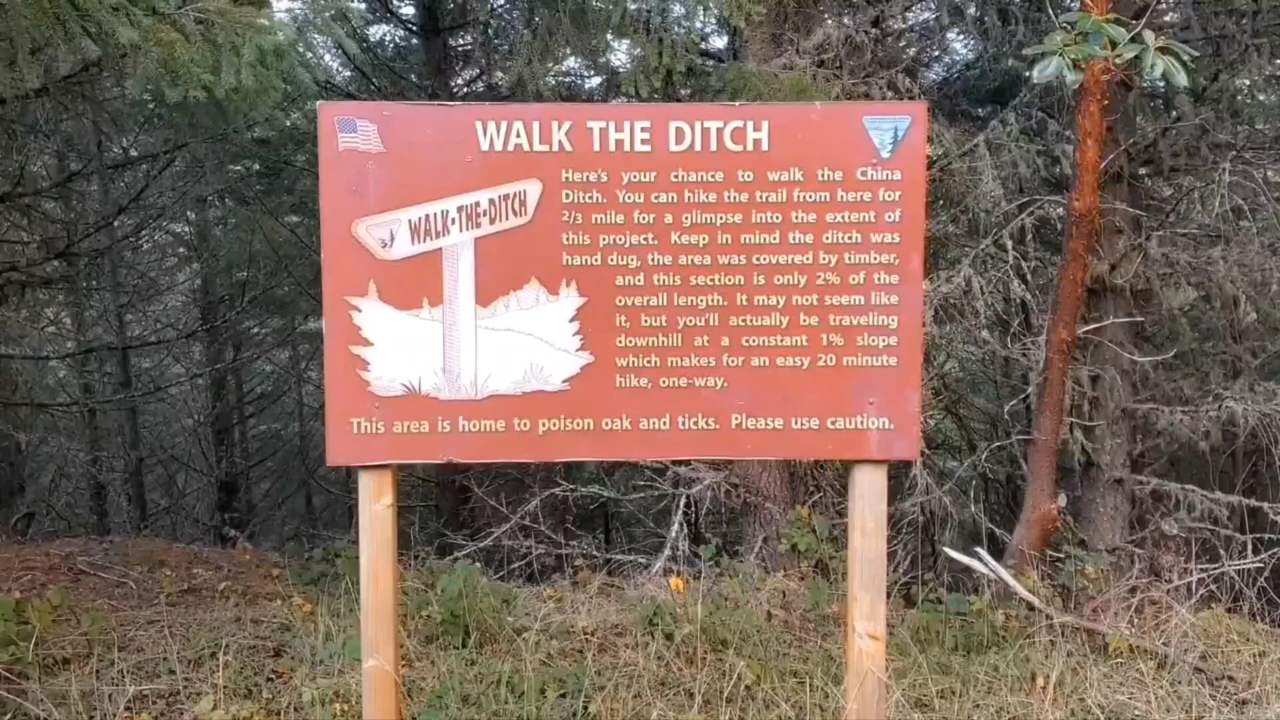 WALK THE DITCH
WALK-THE-DITCH
Here's your chance to walk the China
Ditch. You can hike the trail from here for
2/3 mile for a glimpse into the extent of
this project. Keep in mind the ditch was
hand dug, the area was covered by timber,
and this section is only 2% of the
overall length. It may not seem like
it, but you'll actually be traveling
downhill at a constant 1% slope
which makes for an easy 20 minute
hike, one-way.
This area is home to poison oak and ticks. Please use caution.